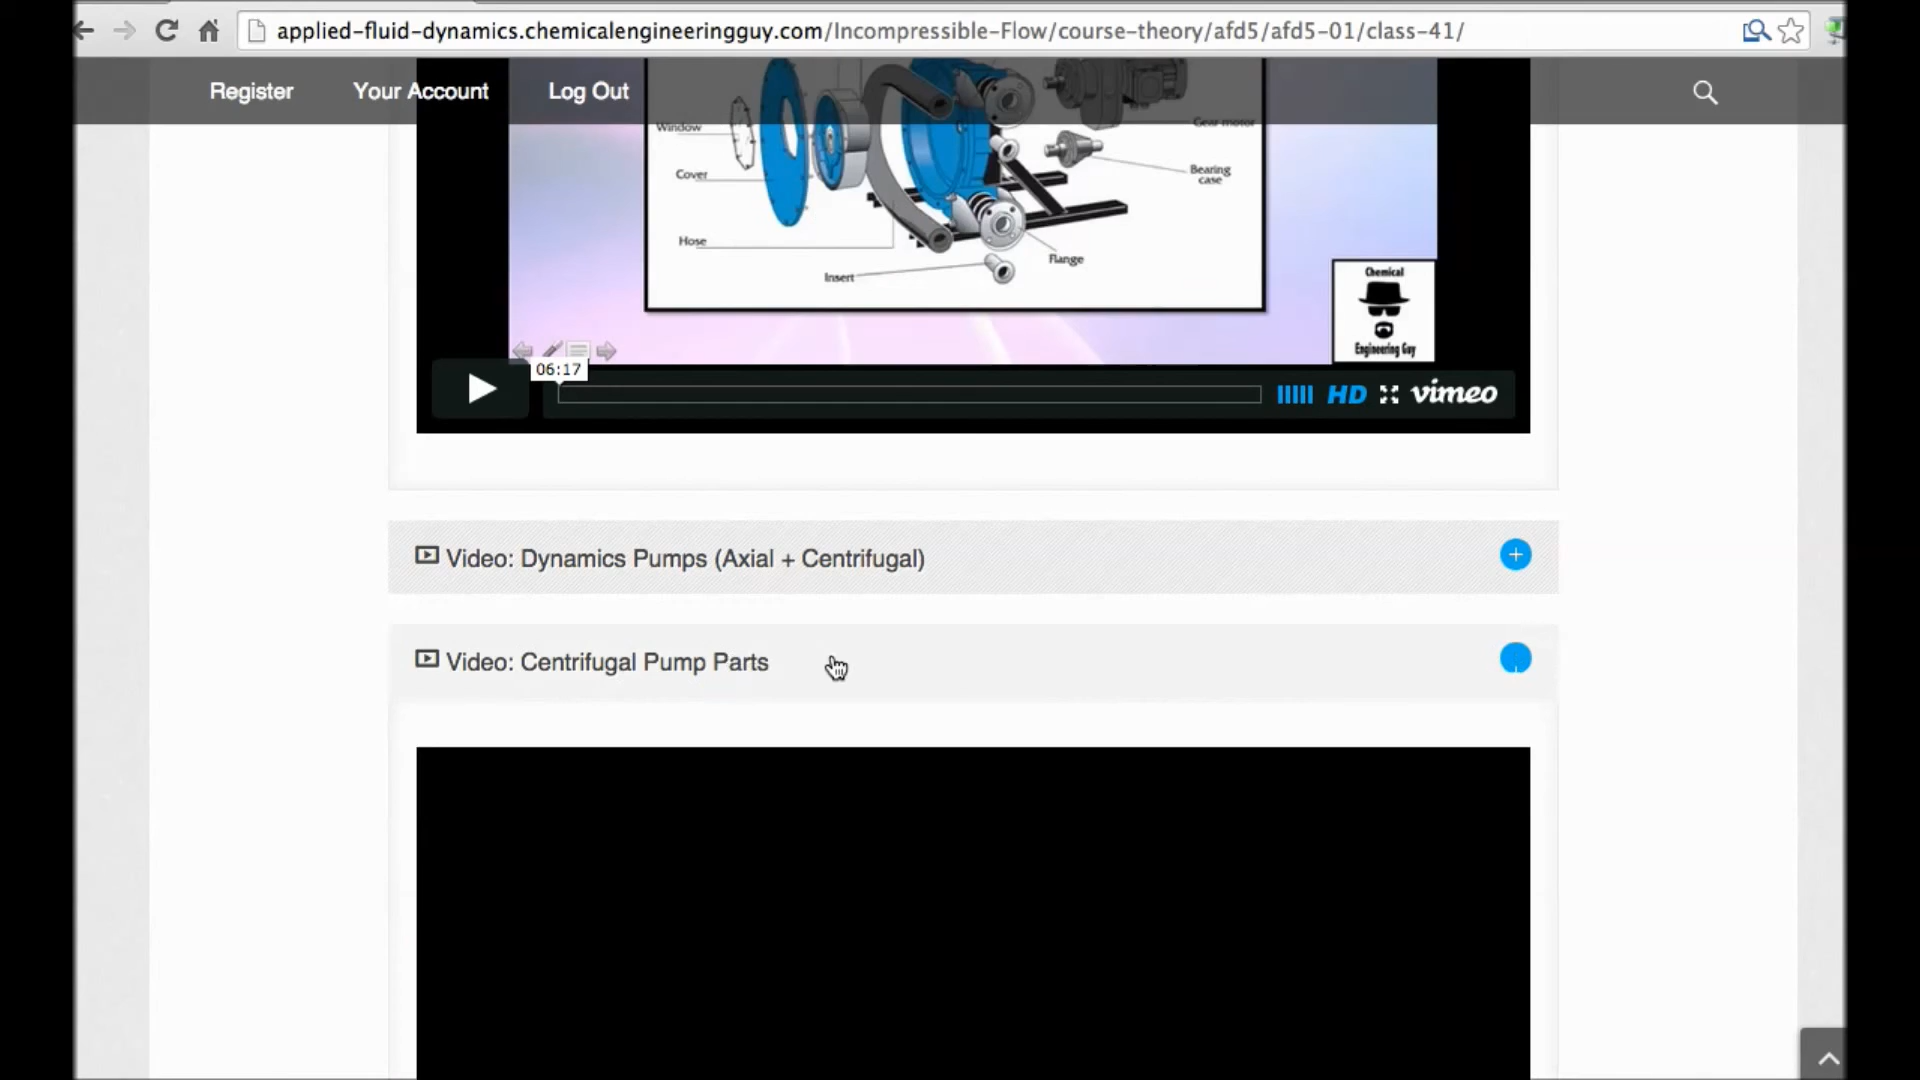 applied-fluid-dynamics.chemicalengineeringguy.com/Incompressible-Flow/course-theory/afd5/afd5-01/class-41/
Register Your Account Log Out
Window
Gear motor
Cover
Bearing
case
Hose
Flange
Insert
Chemical
Engineering Guy
06:17
HD vimeo
Video: Dynamics Pumps (Axial + Centrifugal)
Video: Centrifugal Pump Parts